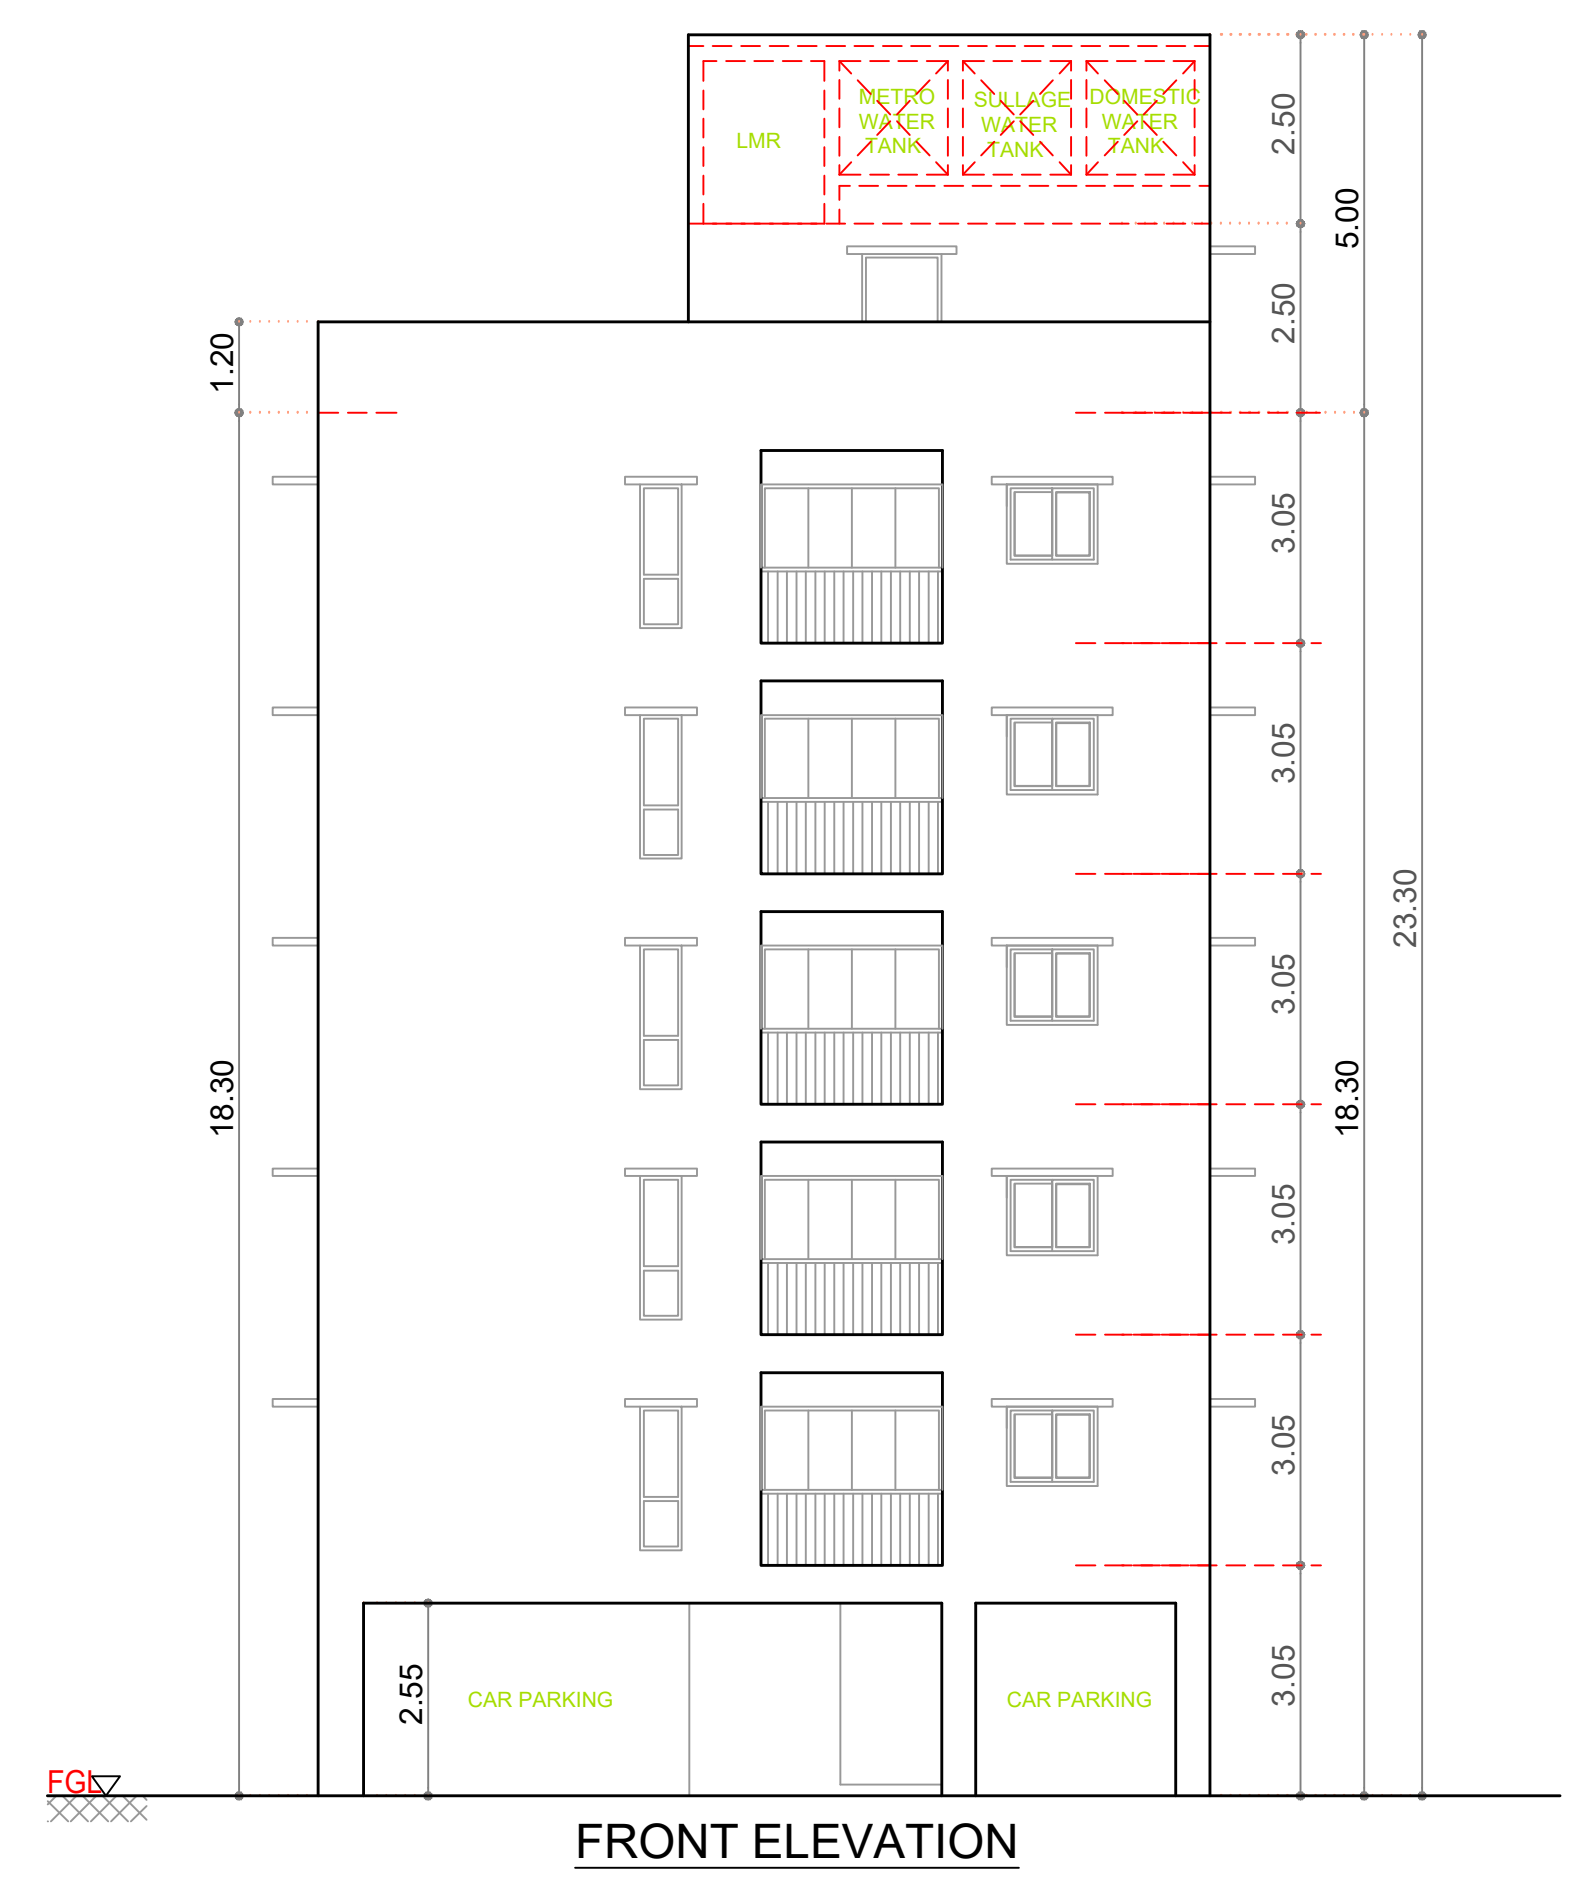 METRO
WATER
TANK
SULLAGE
WATER
TANK
DOMESTIC
WATER
TANK
LMR
2.50
5.00
2.50
1.20
3.05
3.05
23.30
3.05
18.30
18.30
3.05
3.05
3.05
2.55
CAR PARKING
CAR PARKING
FGL
FRONT ELEVATION